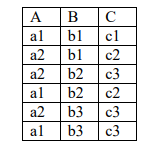 A B C
a1 b1 c1
a2 b1 c2
a2 b2 c3
a1 b2 c2
a2 b3 c3
a1 b3 c3